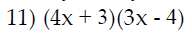 11) (4x + 3)(3x - 4)